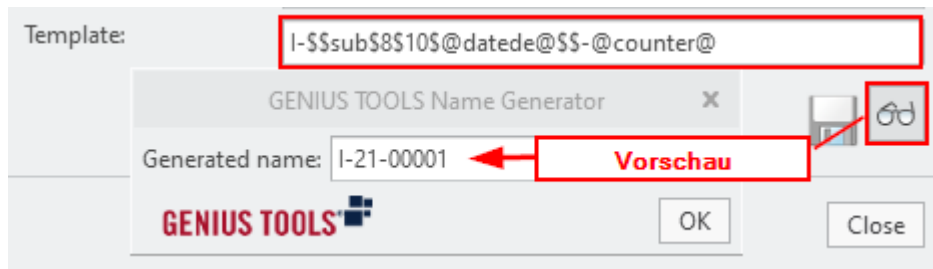 Template:
I-$$sub$8$10$@datede@$$-@counter@
GENIUS TOOLS Name Generator
Generated name:
I-21-00001
Vorschau
GENIUS TOOLS
OK
Close